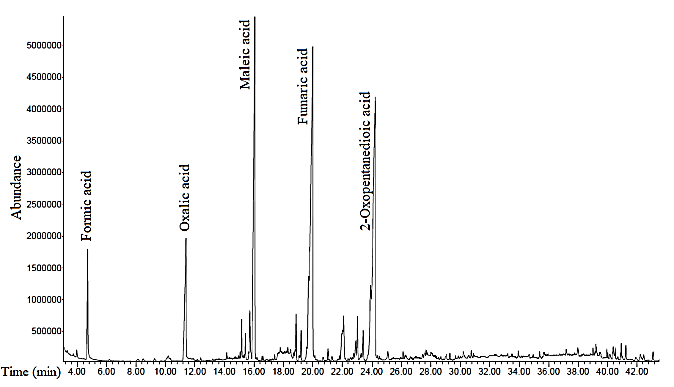 5000000
4500000
4000000
3500000
3000000
2500000
2000000
1500000
1000000
500000
Abundance
Formic acid
Oxalic acid
Maleic acid
Fumaric acid
2-Oxopentanedioic acid
Time (min)
4.00 6.00 8.00 10.00 12.00 14.00 16.00 18.00 20.00 22.00 24.00 26.00 28.00 30.00 32.00 34.00 36.00 38.00 40.00 42.00